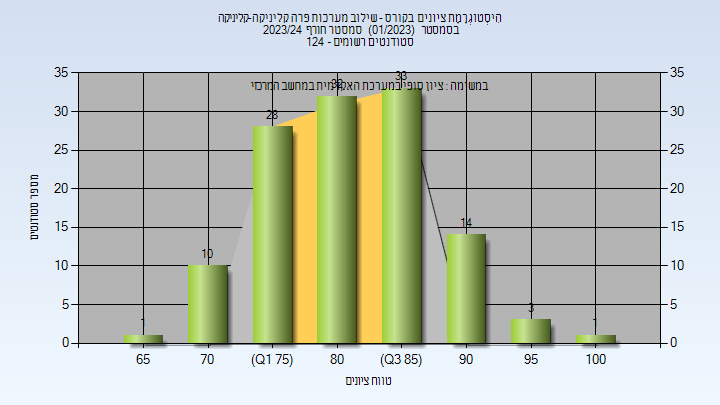 היסטוגרמת ציונים בקורס - שילוב מערכות פרה קליניקה-קליניקה
בסמסטר (01/2023) סמסטר חורף 2023/24
סטודנטים רשומים - 124
במשימה : ציון סופי במערכת האקדמית במחשב המרכזי
מספר סטודנטים
35 35
30 30
25 25
20 20
15 15
10 10
5 5
0 0
1 10 28 32 33 14 3 1
65 70 (Q1 75) 80 (Q3 85) 90 95 100
טווח ציונים